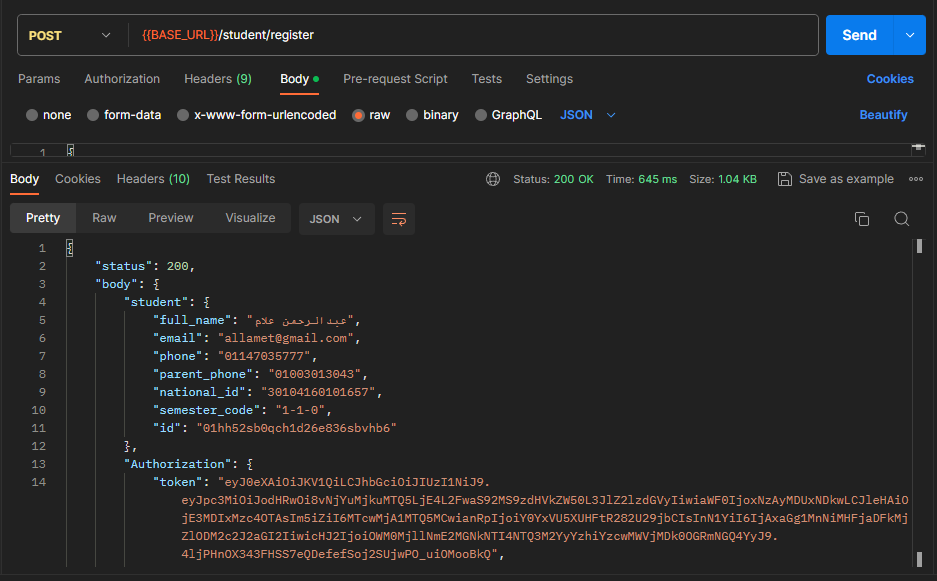 POST {{BASE_URL}}/student/register Send
Params Authorization Headers (9) Body Pre-request Script Tests Settings Cookies
none form-data x-www-form-urlencoded raw binary GraphQL JSON Beautify
1 {
Body Cookies Headers (10) Test Results Status: 200 OK Time: 645 ms Size: 1.04 KB Save as example
Pretty Raw Preview Visualize JSON
1 {
2 "status": 200,
3 "body": {
4 "student": {
5 "full_name": "عبدالرحمن علام",
6 "email": "allamet@gmail.com",
7 "phone": "01147035777",
8 "parent_phone": "01003013043",
9 "national_id": "30104160101657",
10 "semester_code": "1-1-0",
11 "id": "01hh52sb0qch1d26e836sbvhb6"
12 },
13 "Authorization": {
14 "token": "eyJ0eXAiOiJKV1QiLCJhbGciOiJIUzI1NiJ9.
eyJpc3MiOiJodHRwOi8vNjYuMjkuMTQ5LjE4L2FwaS92MS9zdHVkZW50L3JlZ2lzdGVyIiwiaWF0IjoxNzAyMDUxNDkwLCJleHAiO
jE3MDIxMzc4OTAsIm5iZiI6MTcwMjA1MTQ5MCwianRpIjoiY0YxVU5XUHFtR282U29jbCIsInN1YiI6IjAxaGg1MnNiMHFjaDFkMj
ZlODM2c2J2aGI2IiwicHJ2IjoiOWM0MjllNmE2MGNkNTI4NTQ3M2YyYzhiYzcwMWVjMDk0OGRmNGQ4YyJ9.
4ljPHnOX343FHSS7eQDefefSoj2SUjwPO_uiOMooBkQ",